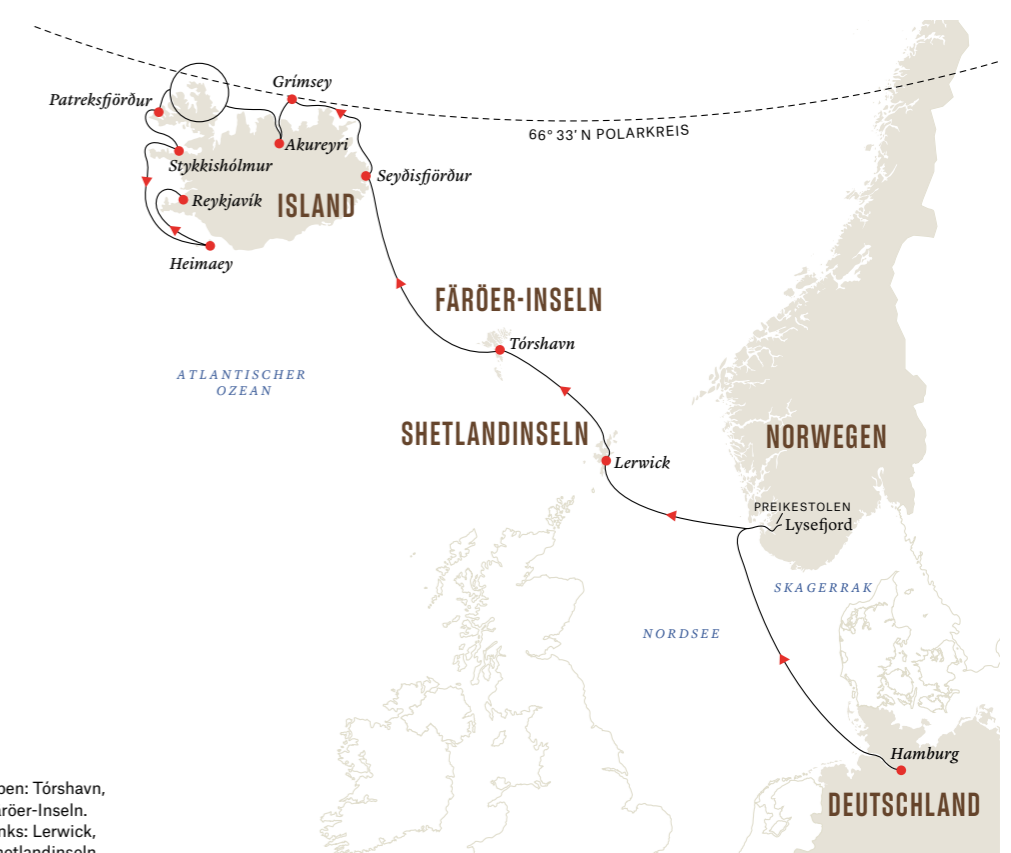 Grímsey
Patreksfjörður
66° 33′ N POLARKREIS
Akureyri
Stykkishólmur
Seyðisfjörður
Reykjavík
ISLAND
Heimaey
FÄRÖER-INSELN
Tórshavn
ATLANTISCHER
OZEAN
SHETLANDINSELN
NORWEGEN
Lerwick
PREIKESTOLEN
Lysefjord
SKAGERRAK
NORDSEE
Hamburg
DEUTSCHLAND
ben: Tórshavn,
äröer-Inseln.
nks: Lerwick,
hetlandinseln